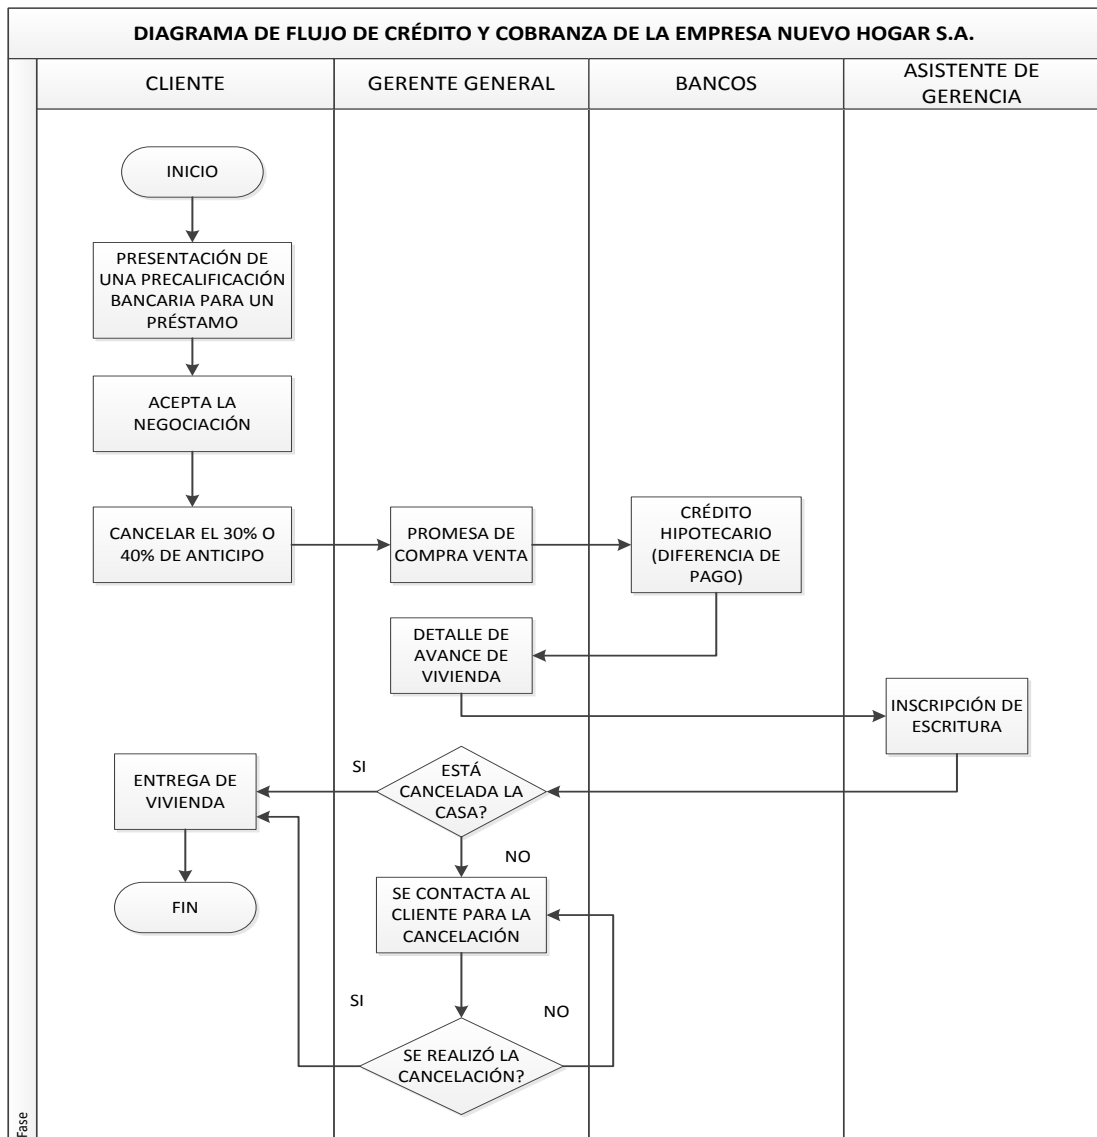 DIAGRAMA DE FLUJO DE CRÉDITO Y COBRANZA DE LA EMPRESA NUEVO HOGAR S.A.
CLIENTE
GERENTE GENERAL
BANCOS
ASISTENTE DE
GERENCIA
INICIO
PRESENTACIÓN DE
UNA PRECALIFICACIÓN
BANCARIA PARA UN
PRÉSTAMO
ACEPTA LA
NEGOCIACIÓN
CANCELAR EL 30% O
40% DE ANTICIPO
PROMESA DE
COMPRA VENTA
CRÉDITO
HIPOTECARIO
(DIFERENCIA DE
PAGO)
DETALLE DE
AVANCE DE
VIVIENDA
INSCRIPCIÓN DE
ESCRITURA
ESTÁ
CANCELADA LA
CASA?
SI
ENTREGA DE
VIVIENDA
NO
FIN
SE CONTACTA AL
CLIENTE PARA LA
CANCELACIÓN
SI
NO
SE REALIZÓ LA
CANCELACIÓN?
Fase